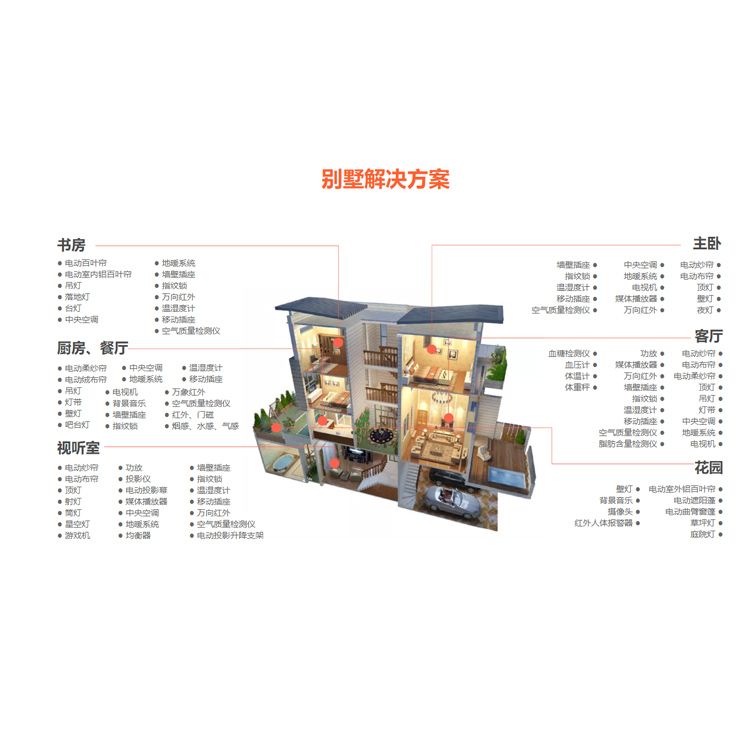 别墅解决方案
书房
● 电动百叶帘 ● 地暖系统
● 电动室内铝百叶帘 ● 墙壁插座
● 吊灯 ● 指纹锁
● 落地灯 ● 万向红外
● 台灯 ● 温湿度计
● 中央空调 ● 移动插座
● 空气质量检测仪
厨房、餐厅
● 电动柔纱帘 ● 中央空调 ● 温湿度计
● 电动绒布帘 ● 地暖系统 ● 移动插座
● 吊灯 ● 电视机 ● 万象红外
● 灯带 ● 背景音乐 ● 空气质量检测仪
● 壁灯 ● 墙壁插座 ● 红外、门磁
● 吧台灯 ● 指纹锁 ● 烟感、水感、气感
视听室
● 电动纱帘 ● 功放 ● 墙壁插座
● 电动布帘 ● 投影仪 ● 指纹锁
● 顶灯 ● 电动投影幕 ● 温湿度计
● 射灯 ● 媒体播放器 ● 移动插座
● 筒灯 ● 中央空调 ● 万向红外
● 星空灯 ● 地暖系统 ● 空气质量检测仪
● 游戏机 ● 均衡器 ● 电动投影升降支架
主卧
墙壁插座 ● 中央空调 ● 电动纱帘 ●
指纹锁 ● 地暖系统 ● 电动布帘 ●
温湿度计 ● 电视机 ● 顶灯 ●
移动插座 ● 媒体播放器 ● 壁灯 ●
空气质量检测仪 ● 万向红外 ● 夜灯 ●
客厅
血糖检测仪 ● 功放 ● 电动纱帘 ●
血压计 ● 媒体播放器 ● 电动布帘 ●
体温计 ● 万向红外 ● 电动柔纱帘 ●
体重秤 ● 墙壁插座 ● 顶灯 ●
指纹锁 ● 吊灯 ●
温湿度计 ● 灯带 ●
移动插座 ● 中央空调 ●
空气质量检测仪 ● 地暖系统 ●
脂肪含量检测仪 ● 电视机 ●
花园
壁灯 ● 电动室外铝百叶帘 ●
背景音乐 ● 电动遮阳蓬 ●
摄像头 ● 电动曲臂窗蓬 ●
红外人体报警器 ● 草坪灯 ●
庭院灯 ●